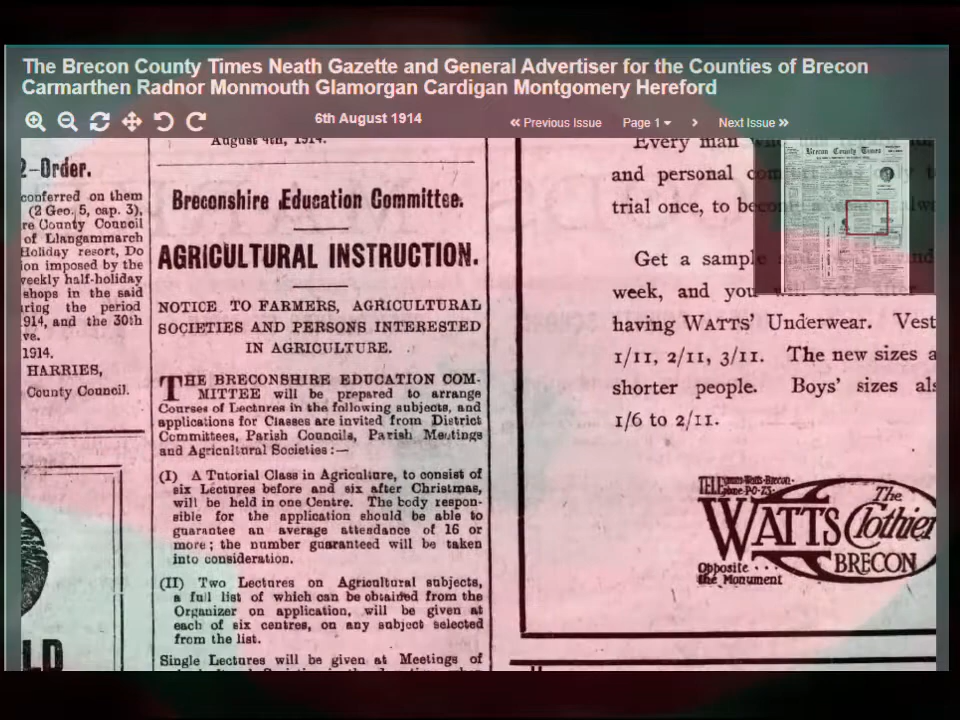 The Brecon County Times Neath Gazette and General Advertiser for the Counties of Brecon
Carmarthen Radnor Monmouth Glamorgan Cardigan Montgomery Hereford
6th August 1914
Previous Issue
Page 1
Next Issue
2-Order.
conferred on them
(2 Geo. 5, cap. 3),
re County Council
of Llangammarch
Holiday resort, Do
ion imposed by the
weekly half-holiday
shops in the said
uring the period
914, and the 30th
ve.
1914.
HARRIES,
County Council.
LD
August 4th, 1914.
Breconshire Education Committee.
AGRICULTURAL INSTRUCTION.
NOTICE TO FARMERS, AGRICULTURAL
SOCIETIES AND PERSONS INTERESTED
IN AGRICULTURE.
THE BRECONSHIRE EDUCATION COM-
MITTEE will be prepared to arrange
Courses of Lectures in the following subjects, and
applications for Classes are invited from District
Committees, Parish Councils, Parish Meetings
and Agricultural Societies :—
(I) A Tutorial Class in Agriculture, to consist of
six Lectures before and six after Christmas,
will be held in one Centre. The body respon-
sible for the application should be able to
guarantee an average attendance of 16 or
more; the number guaranteed will be taken
into consideration.
(II) Two Lectures on Agricultural subjects,
a full list of which can be obtained from the
Organizer on application, will be given at
each of six centres, on any subject selected
from the list.
Single Lectures will be given at Meetings of
Every man
and personal
trial once, to
Get a sample
week, and you
having WATTS' Underwear. Vest
1/11, 2/11, 3/11. The new sizes a
shorter people. Boys' sizes als
1/6 to 2/11.
The
WATTS Clothier
BRECON
Opposite
the Monument
Brecon County Times